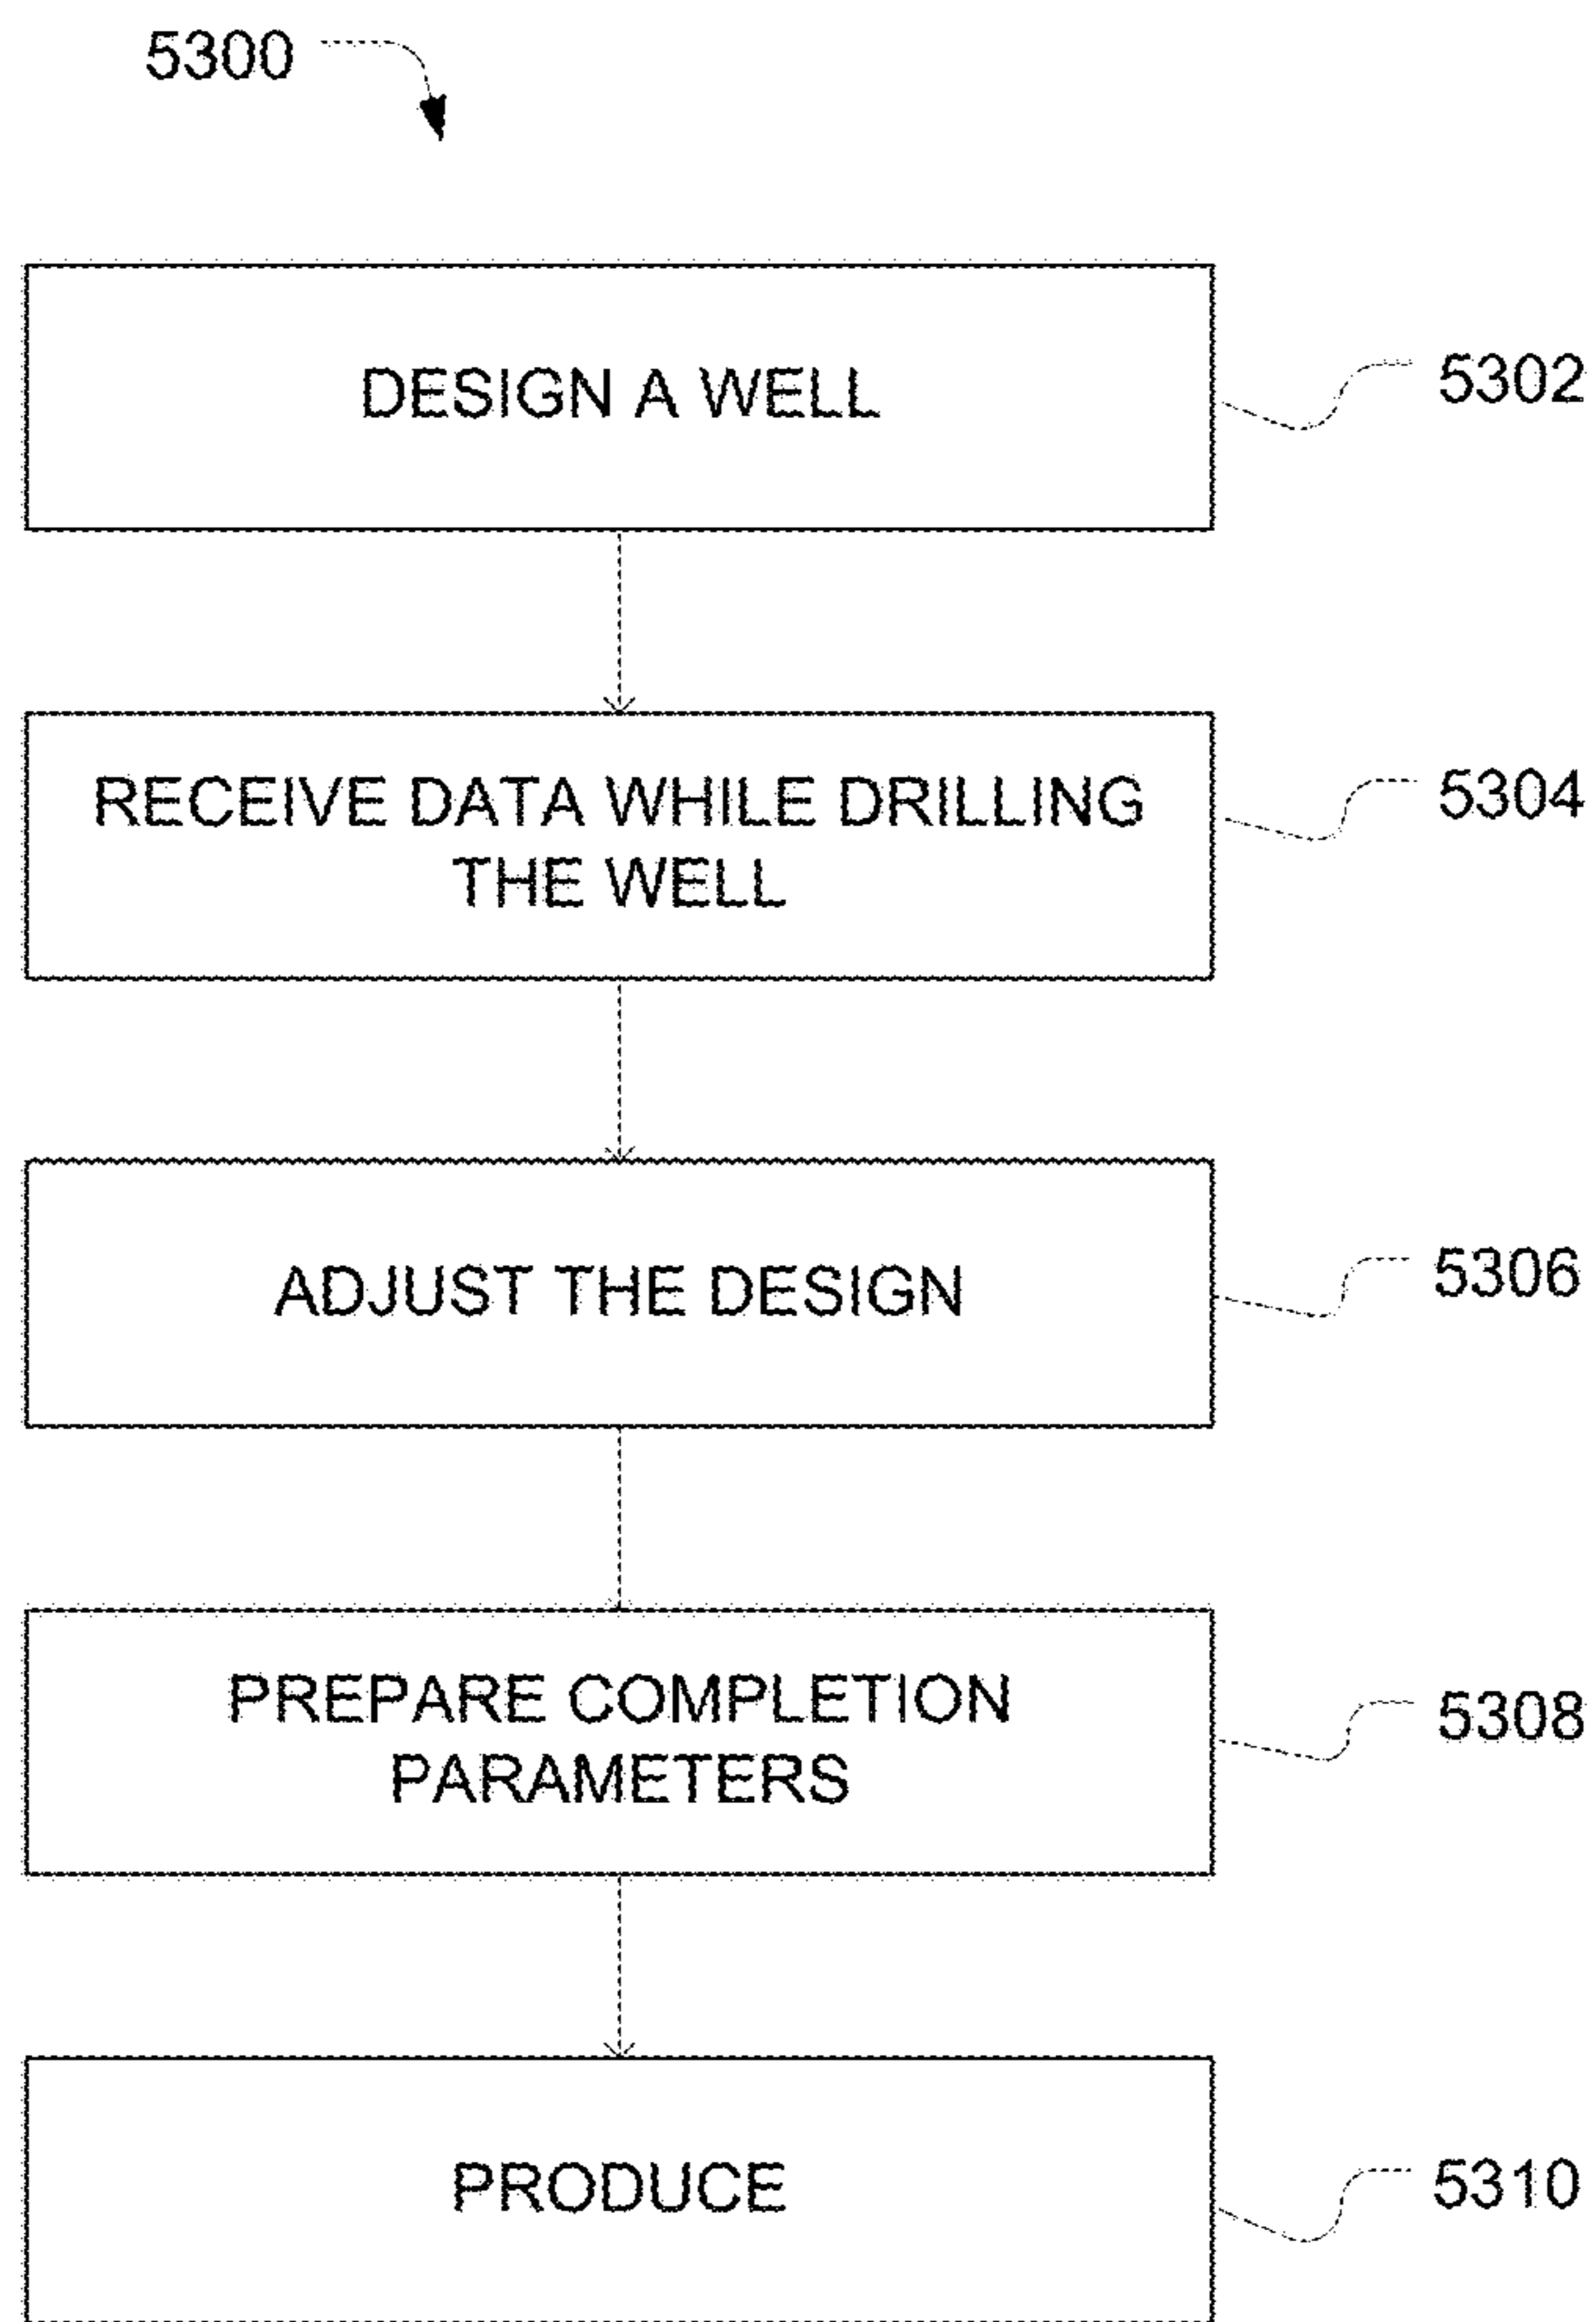 5300
DESIGN A WELL
5302
RECEIVE DATA WHILE DRILLING
THE WELL
5304
ADJUST THE DESIGN
5306
PREPARE COMPLETION
PARAMETERS
5308
PRODUCE
5310